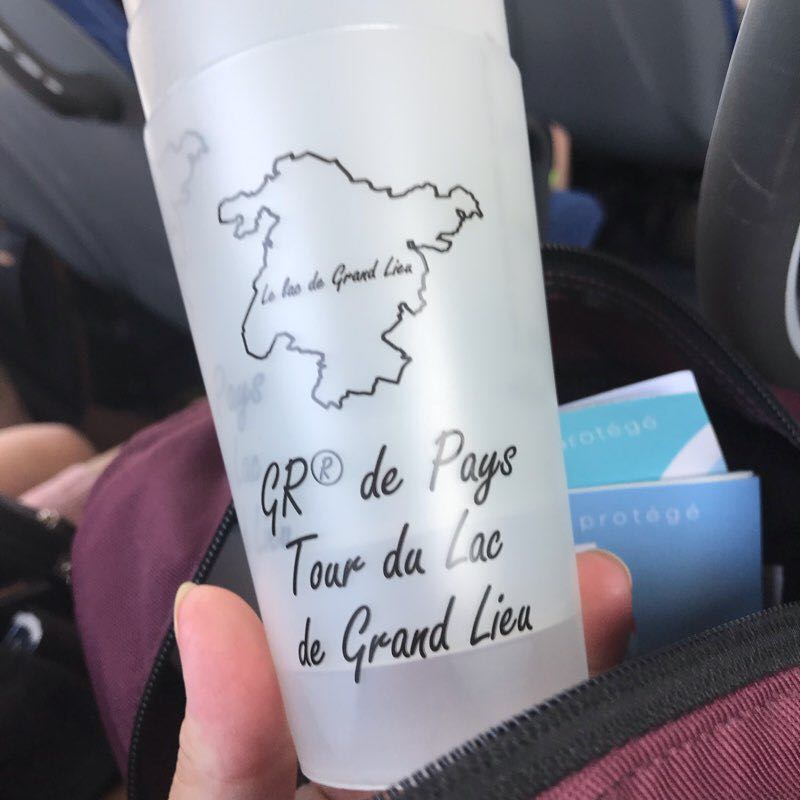 Le lac de Grand Lieu
GR® de Pays
Tour du Lac
de Grand Lieu
protégé
protégé